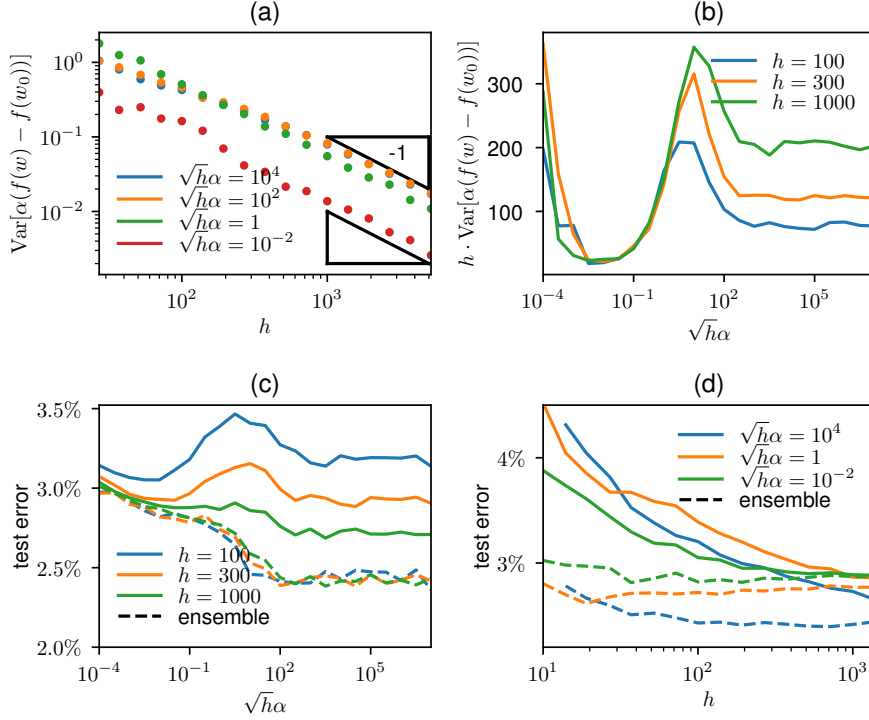 (a)
Var[α(f(w) − f(w₀))]
10⁰
10⁻¹
10⁻²
-1
√hα = 10⁴
√hα = 10²
√hα = 1
√hα = 10⁻²
10²
10³
h
(b)
h · Var[α(f(w) − f(w₀))]
300
200
100
h = 100
h = 300
h = 1000
10⁻⁴
10⁻¹
10²
10⁵
√hα
(c)
test error
3.5%
3.0%
2.5%
2.0%
h = 100
h = 300
h = 1000
ensemble
10⁻⁴
10⁻¹
10²
10⁵
√hα
(d)
test error
4%
3%
√hα = 10⁴
√hα = 1
√hα = 10⁻²
ensemble
10¹
10²
10³
h